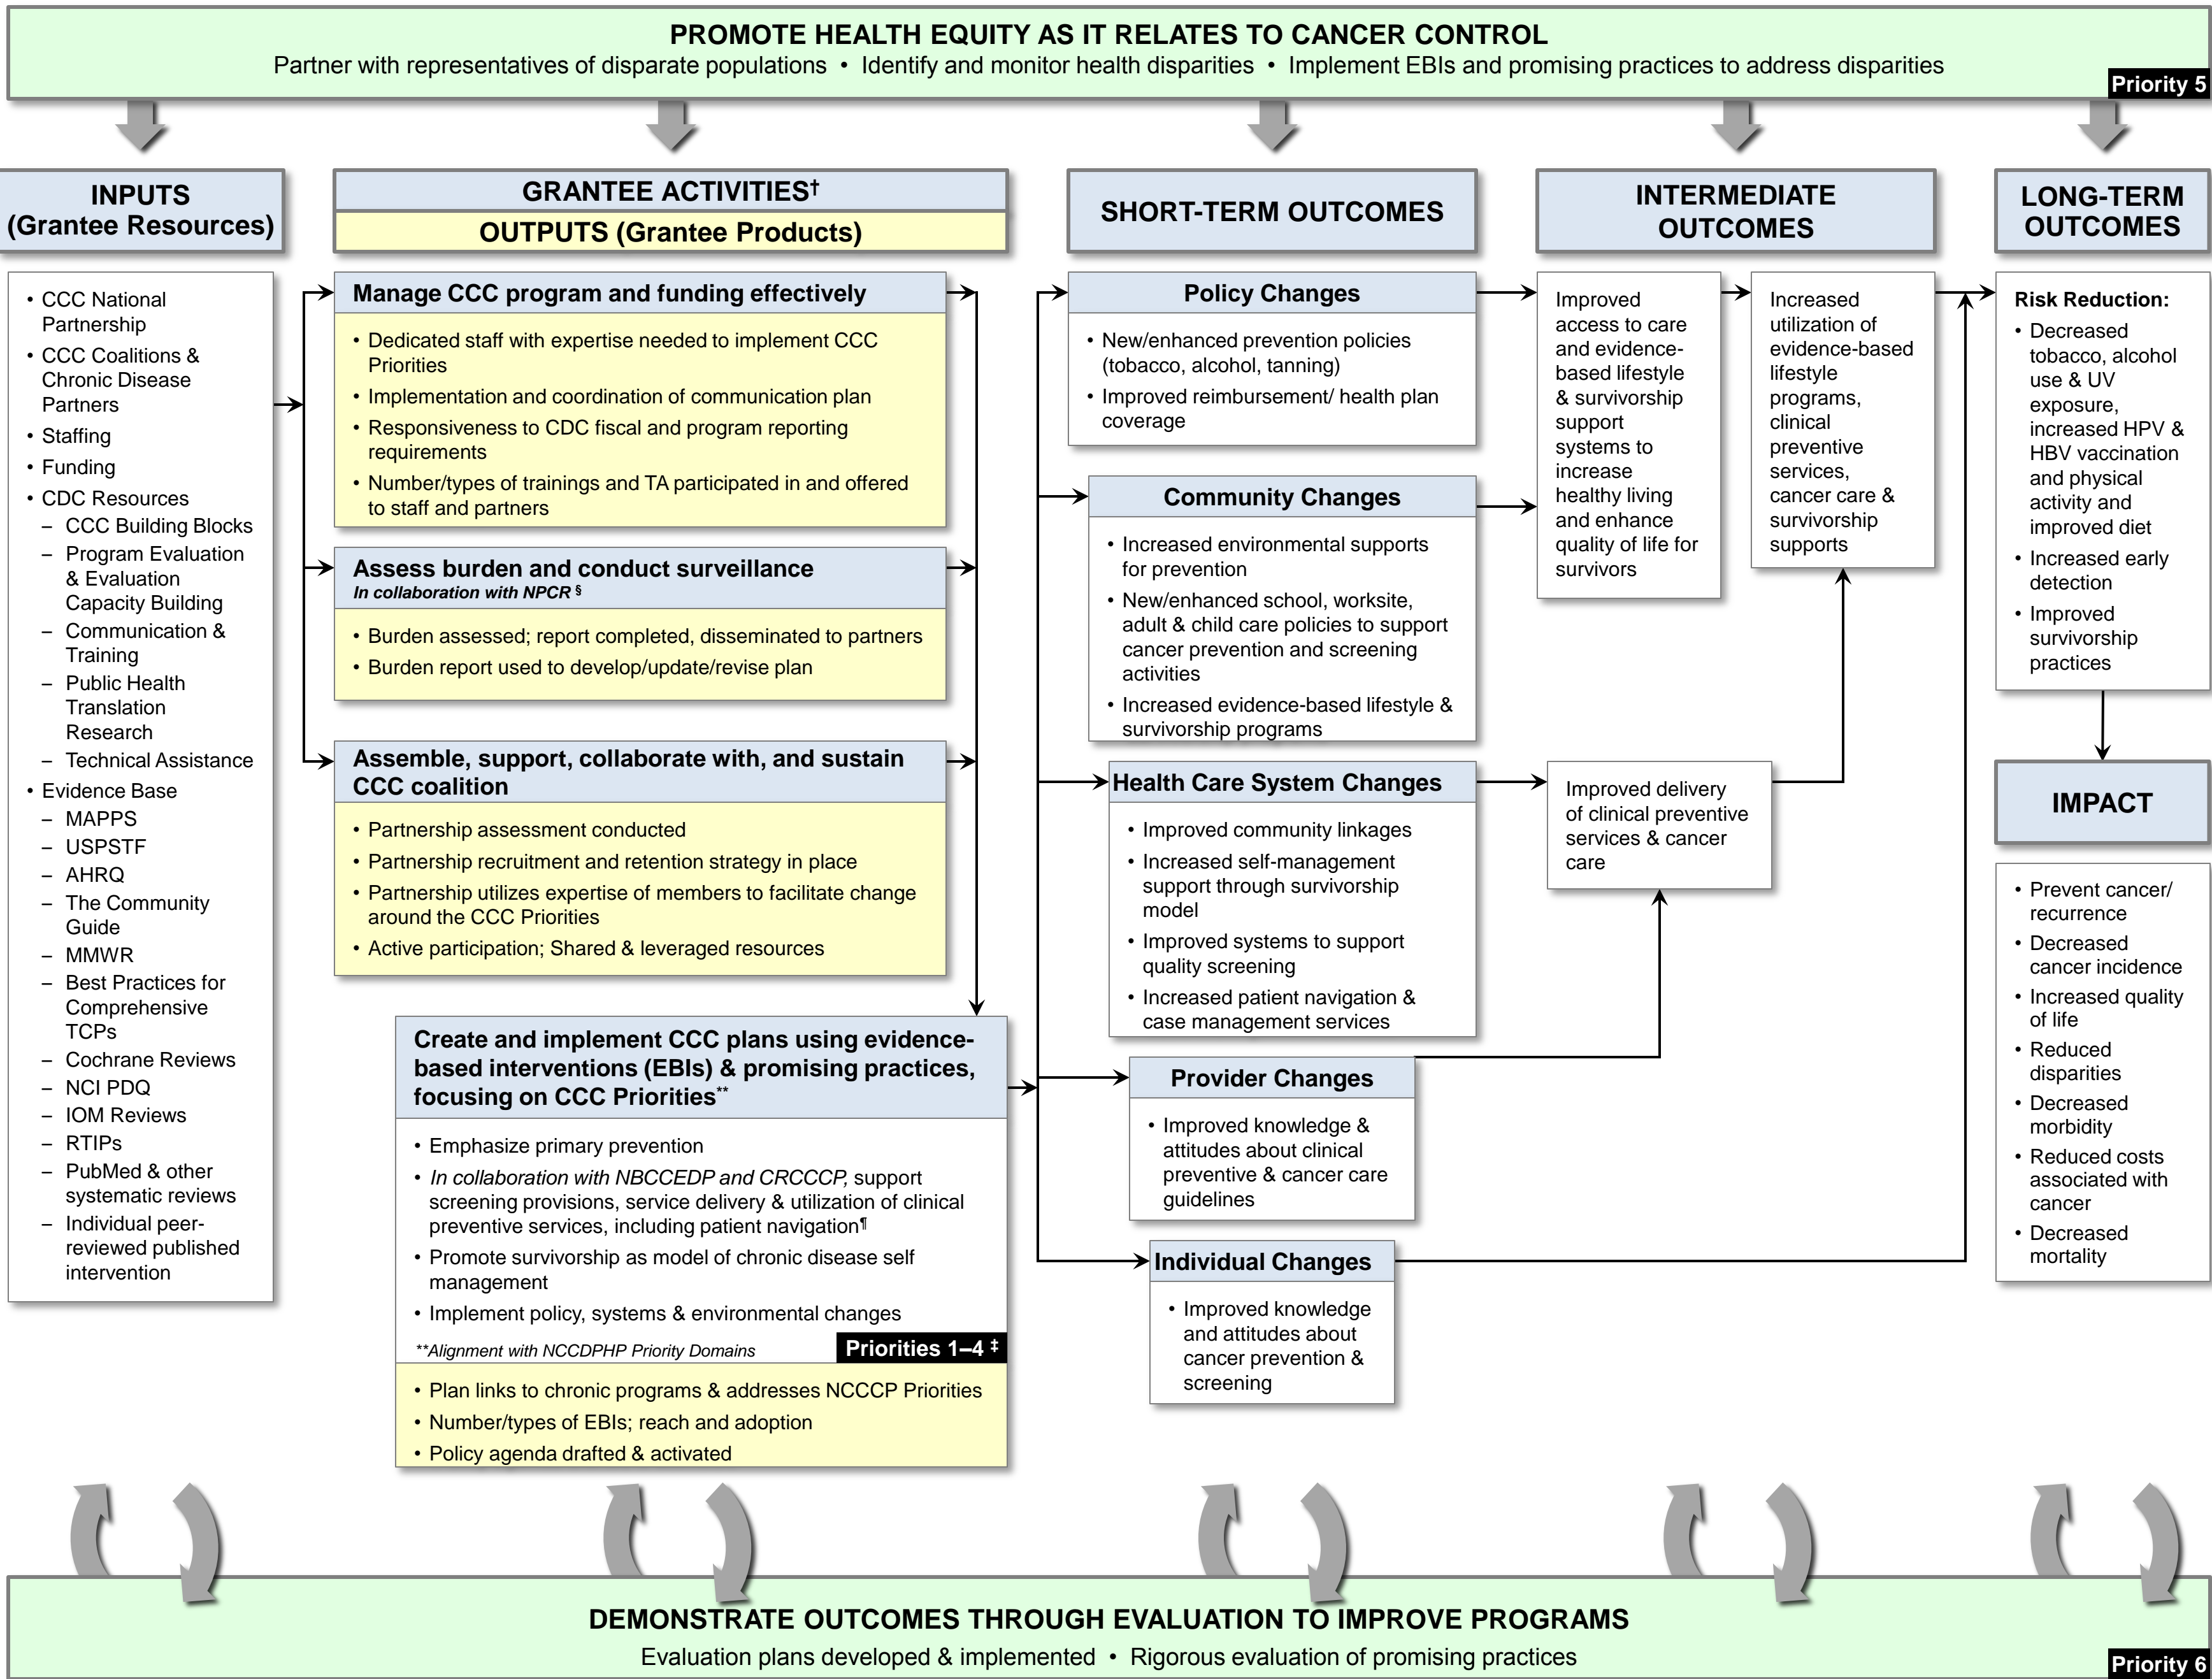 PROMOTE HEALTH EQUITY AS IT RELATES TO CANCER CONTROL
Partner with representatives of disparate populations • Identify and monitor health disparities • Implement EBIs and promising practices to address disparities
Priority 5
INPUTS
(Grantee Resources)
• CCC National
Partnership
• CCC Coalitions &
Chronic Disease
Partners
• Staffing
• Funding
• CDC Resources
– CCC Building Blocks
– Program Evaluation
& Evaluation
Capacity Building
– Communication &
Training
– Public Health
Translation
Research
– Technical Assistance
• Evidence Base
– MAPPS
– USPSTF
– AHRQ
– The Community
Guide
– MMWR
– Best Practices for
Comprehensive
TCPs
– Cochrane Reviews
– NCI PDQ
– IOM Reviews
– RTIPs
– PubMed & other
systematic reviews
– Individual peer-
reviewed published
intervention
GRANTEE ACTIVITIES†
OUTPUTS (Grantee Products)
Manage CCC program and funding effectively
• Dedicated staff with expertise needed to implement CCC
Priorities
• Implementation and coordination of communication plan
• Responsiveness to CDC fiscal and program reporting
requirements
• Number/types of trainings and TA participated in and offered
to staff and partners
Assess burden and conduct surveillance
In collaboration with NPCR §
• Burden assessed; report completed, disseminated to partners
• Burden report used to develop/update/revise plan
Assemble, support, collaborate with, and sustain
CCC coalition
• Partnership assessment conducted
• Partnership recruitment and retention strategy in place
• Partnership utilizes expertise of members to facilitate change
around the CCC Priorities
• Active participation; Shared & leveraged resources
Create and implement CCC plans using evidence-
based interventions (EBIs) & promising practices,
focusing on CCC Priorities**
• Emphasize primary prevention
• In collaboration with NBCCEDP and CRCCCP, support
screening provisions, service delivery & utilization of clinical
preventive services, including patient navigation¶
• Promote survivorship as model of chronic disease self
management
• Implement policy, systems & environmental changes
**Alignment with NCCDPHP Priority Domains
Priorities 1–4 ‡
• Plan links to chronic programs & addresses NCCCP Priorities
• Number/types of EBIs; reach and adoption
• Policy agenda drafted & activated
SHORT-TERM OUTCOMES
Policy Changes
• New/enhanced prevention policies
(tobacco, alcohol, tanning)
• Improved reimbursement/ health plan
coverage
Community Changes
• Increased environmental supports
for prevention
• New/enhanced school, worksite,
adult & child care policies to support
cancer prevention and screening
activities
• Increased evidence-based lifestyle &
survivorship programs
Health Care System Changes
• Improved community linkages
• Increased self-management
support through survivorship
model
• Improved systems to support
quality screening
• Increased patient navigation &
case management services
Provider Changes
• Improved knowledge &
attitudes about clinical
preventive & cancer care
guidelines
Individual Changes
• Improved knowledge
and attitudes about
cancer prevention &
screening
INTERMEDIATE
OUTCOMES
Improved
access to care
and evidence-
based lifestyle
& survivorship
support
systems to
increase
healthy living
and enhance
quality of life for
survivors
Increased
utilization of
evidence-based
lifestyle
programs,
clinical
preventive
services,
cancer care &
survivorship
supports
Improved delivery
of clinical preventive
services & cancer
care
LONG-TERM
OUTCOMES
Risk Reduction:
• Decreased
tobacco, alcohol
use & UV
exposure,
increased HPV &
HBV vaccination
and physical
activity and
improved diet
• Increased early
detection
• Improved
survivorship
practices
IMPACT
• Prevent cancer/
recurrence
• Decreased
cancer incidence
• Increased quality
of life
• Reduced
disparities
• Decreased
morbidity
• Reduced costs
associated with
cancer
• Decreased
mortality
DEMONSTRATE OUTCOMES THROUGH EVALUATION TO IMPROVE PROGRAMS
Evaluation plans developed & implemented • Rigorous evaluation of promising practices
Priority 6